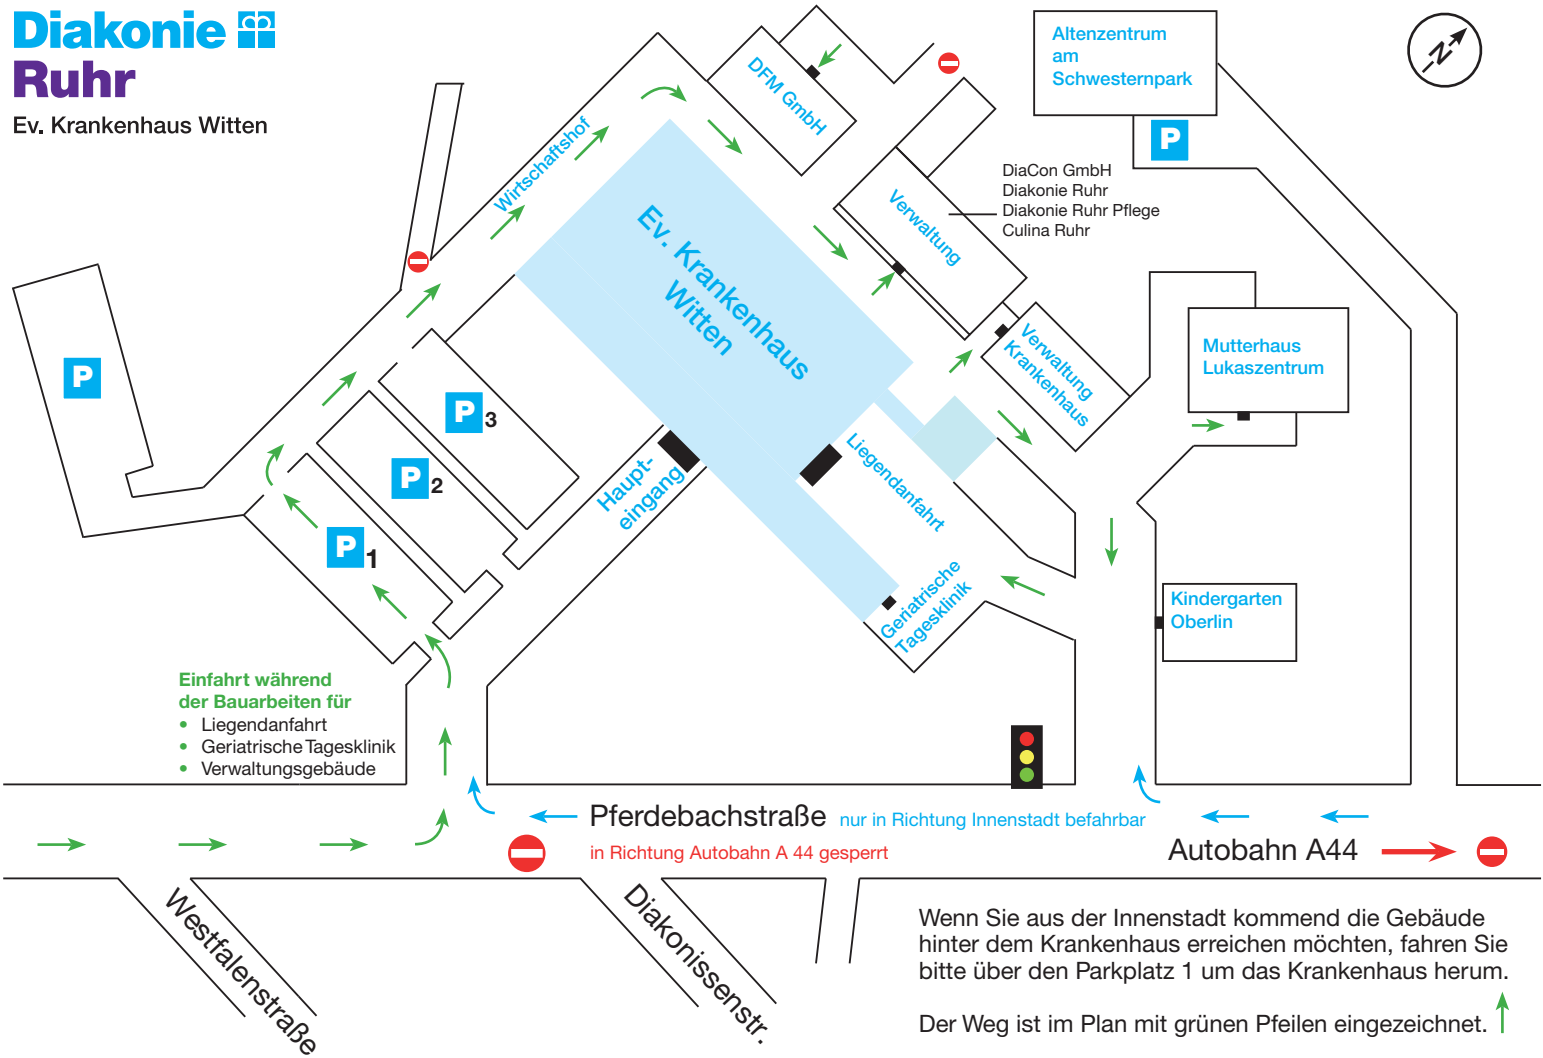 Diakonie
Ruhr
Ev. Krankenhaus Witten
N
Altenzentrum
am
Schwesternpark
P
DFM GmbH
Wirtschaftshof
DiaCon GmbH
Diakonie Ruhr
Diakonie Ruhr Pflege
Culina Ruhr
Verwaltung
Ev. Krankenhaus
Witten
Verwaltung
Krankenhaus
Mutterhaus
Lukaszentrum
P
P 3
P 2
P 1
Haupt-
eingang
Liegendanfahrt
Geriatrische
Tagesklinik
Kindergarten
Oberlin
Einfahrt während
der Bauarbeiten für
• Liegendanfahrt
• Geriatrische Tagesklinik
• Verwaltungsgebäude
Pferdebachstraße nur in Richtung Innenstadt befahrbar
in Richtung Autobahn A 44 gesperrt
Autobahn A44
Westfalenstraße
Diakonissenstr.
Wenn Sie aus der Innenstadt kommend die Gebäude
hinter dem Krankenhaus erreichen möchten, fahren Sie
bitte über den Parkplatz 1 um das Krankenhaus herum.
Der Weg ist im Plan mit grünen Pfeilen eingezeichnet.